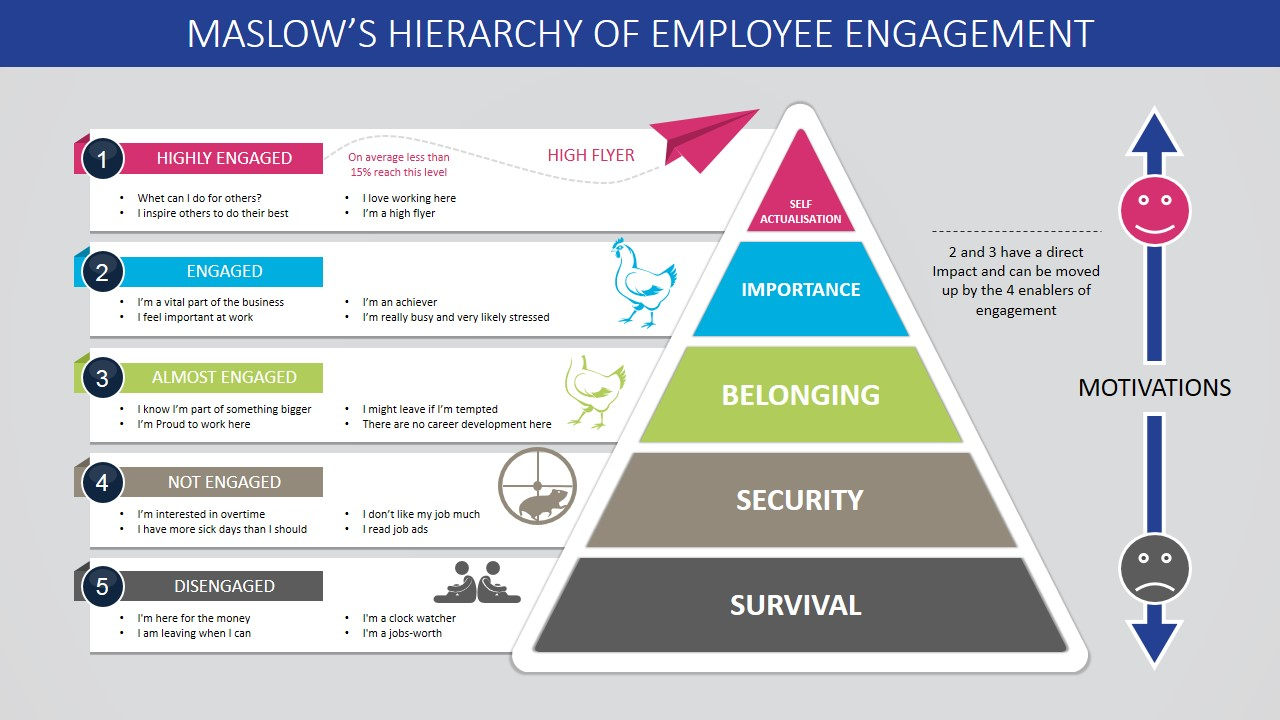 MASLOW'S HIERARCHY OF EMPLOYEE ENGAGEMENT
1
HIGHLY ENGAGED
On average less than
15% reach this level
HIGH FLYER
• Whet can I do for others?
• I inspire others to do their best
• I love working here
• I'm a high flyer
SELF
ACTUALISATION
2
ENGAGED
• I'm a vital part of the business
• I feel important at work
• I'm an achiever
• I'm really busy and very likely stressed
IMPORTANCE
3
ALMOST ENGAGED
• I know I'm part of something bigger
• I'm Proud to work here
• I might leave if I'm tempted
• There are no career development here
BELONGING
4
NOT ENGAGED
• I'm interested in overtime
• I have more sick days than I should
• I don't like my job much
• I read job ads
SECURITY
5
DISENGAGED
• I'm here for the money
• I am leaving when I can
• I'm a clock watcher
• I'm a jobs-worth
SURVIVAL
2 and 3 have a direct
Impact and can be moved
up by the 4 enablers of
engagement
MOTIVATIONS